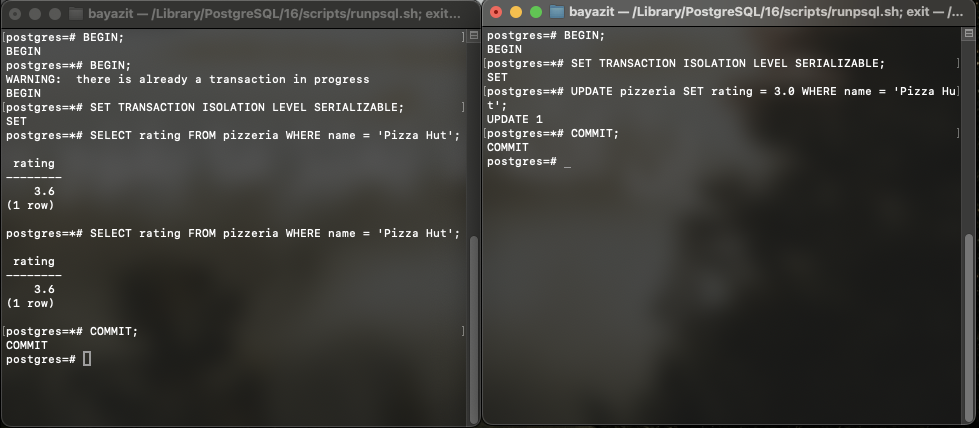 bayazit — /Library/PostgreSQL/16/scripts/runpsql.sh; exit...
[postgres=# BEGIN; ]
BEGIN
postgres=*# BEGIN;
WARNING:  there is already a transaction in progress
BEGIN
[postgres=*# SET TRANSACTION ISOLATION LEVEL SERIALIZABLE; ]
SET
postgres=*# SELECT rating FROM pizzeria WHERE name = 'Pizza Hut';
rating
--------
3.6
(1 row)
postgres=*# SELECT rating FROM pizzeria WHERE name = 'Pizza Hut';
rating
--------
3.6
(1 row)
[postgres=*# COMMIT; ]
COMMIT
postgres=#
bayazit — /Library/PostgreSQL/16/scripts/runpsql.sh; exit — /...
postgres=# BEGIN;
BEGIN
[postgres=*# SET TRANSACTION ISOLATION LEVEL SERIALIZABLE; ]
SET
[postgres=*# UPDATE pizzeria SET rating = 3.0 WHERE name = 'Pizza Hu]
t';
UPDATE 1
[postgres=*# COMMIT; ]
COMMIT
postgres=# _